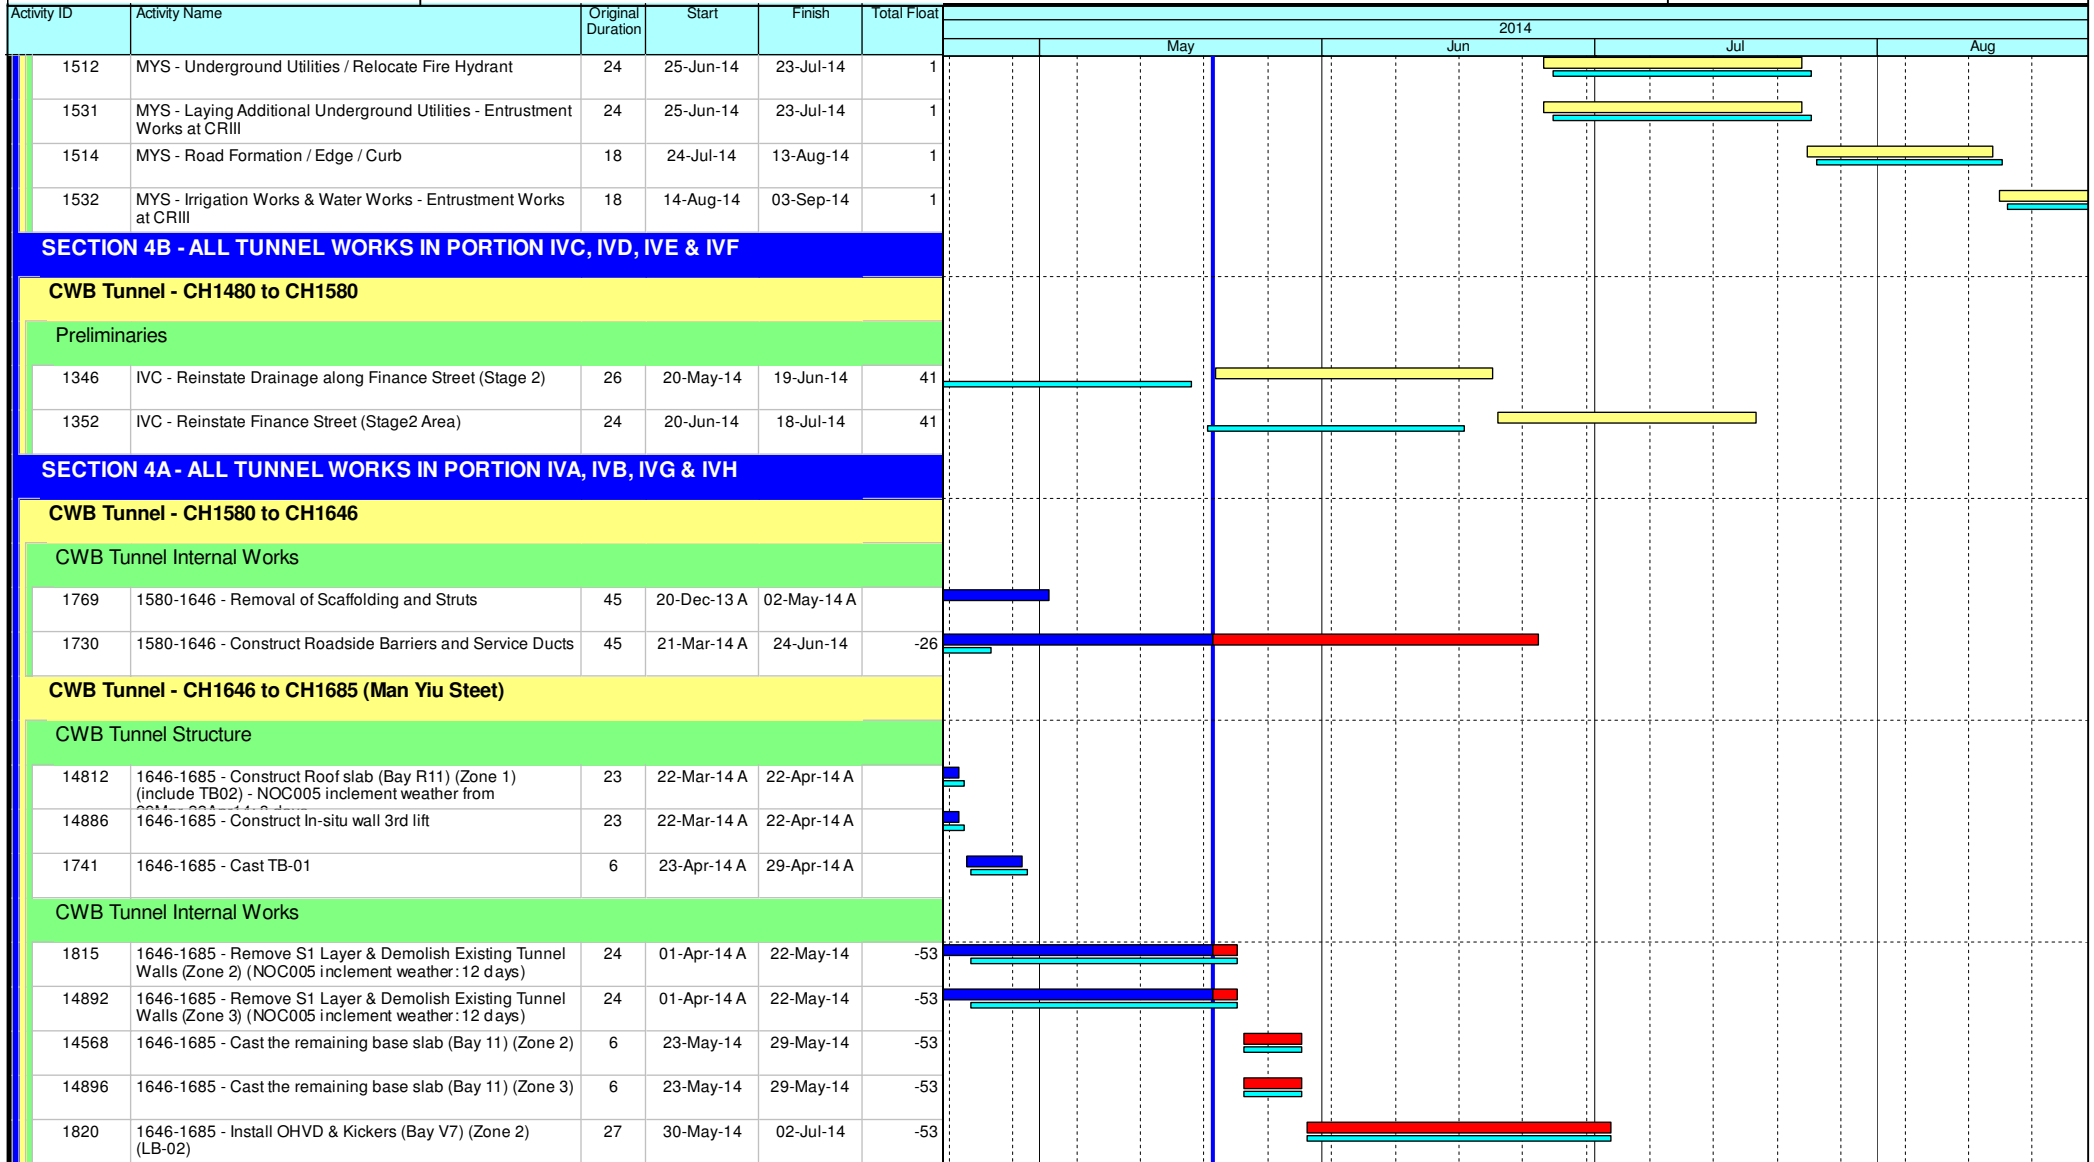 Activity ID Activity Name Original Start Finish Total Float
Duration
2014
May Jun Jul Aug
1512 MYS - Underground Utilities / Relocate Fire Hydrant 24 25-Jun-14 23-Jul-14 1
1531 MYS - Laying Additional Underground Utilities - Entrustment 24 25-Jun-14 23-Jul-14 1
Works at CRIII
1514 MYS - Road Formation / Edge / Curb 18 24-Jul-14 13-Aug-14 1
1532 MYS - Irrigation Works & Water Works - Entrustment Works 18 14-Aug-14 03-Sep-14 1
at CRIII
SECTION 4B - ALL TUNNEL WORKS IN PORTION IVC, IVD, IVE & IVF
CWB Tunnel - CH1480 to CH1580
Preliminaries
1346 IVC - Reinstate Drainage along Finance Street (Stage 2) 26 20-May-14 19-Jun-14 41
1352 IVC - Reinstate Finance Street (Stage2 Area) 24 20-Jun-14 18-Jul-14 41
SECTION 4A - ALL TUNNEL WORKS IN PORTION IVA, IVB, IVG & IVH
CWB Tunnel - CH1580 to CH1646
CWB Tunnel Internal Works
1769 1580-1646 - Removal of Scaffolding and Struts 45 20-Dec-13 A 02-May-14 A
1730 1580-1646 - Construct Roadside Barriers and Service Ducts 45 21-Mar-14 A 24-Jun-14 -26
CWB Tunnel - CH1646 to CH1685 (Man Yiu Steet)
CWB Tunnel Structure
14812 1646-1685 - Construct Roof slab (Bay R11) (Zone 1) 23 22-Mar-14 A 22-Apr-14 A
(include TB02) - NOC005 inclement weather from
14886 1646-1685 - Construct In-situ wall 3rd lift 23 22-Mar-14 A 22-Apr-14 A
1741 1646-1685 - Cast TB-01 6 23-Apr-14 A 29-Apr-14 A
CWB Tunnel Internal Works
1815 1646-1685 - Remove S1 Layer & Demolish Existing Tunnel 24 01-Apr-14 A 22-May-14 -53
Walls (Zone 2) (NOC005 inclement weather: 12 days)
14892 1646-1685 - Remove S1 Layer & Demolish Existing Tunnel 24 01-Apr-14 A 22-May-14 -53
Walls (Zone 3) (NOC005 inclement weather: 12 days)
14568 1646-1685 - Cast the remaining base slab (Bay 11) (Zone 2) 6 23-May-14 29-May-14 -53
14896 1646-1685 - Cast the remaining base slab (Bay 11) (Zone 3) 6 23-May-14 29-May-14 -53
1820 1646-1685 - Install OHVD & Kickers (Bay V7) (Zone 2) 27 30-May-14 02-Jul-14 -53
(LB-02)